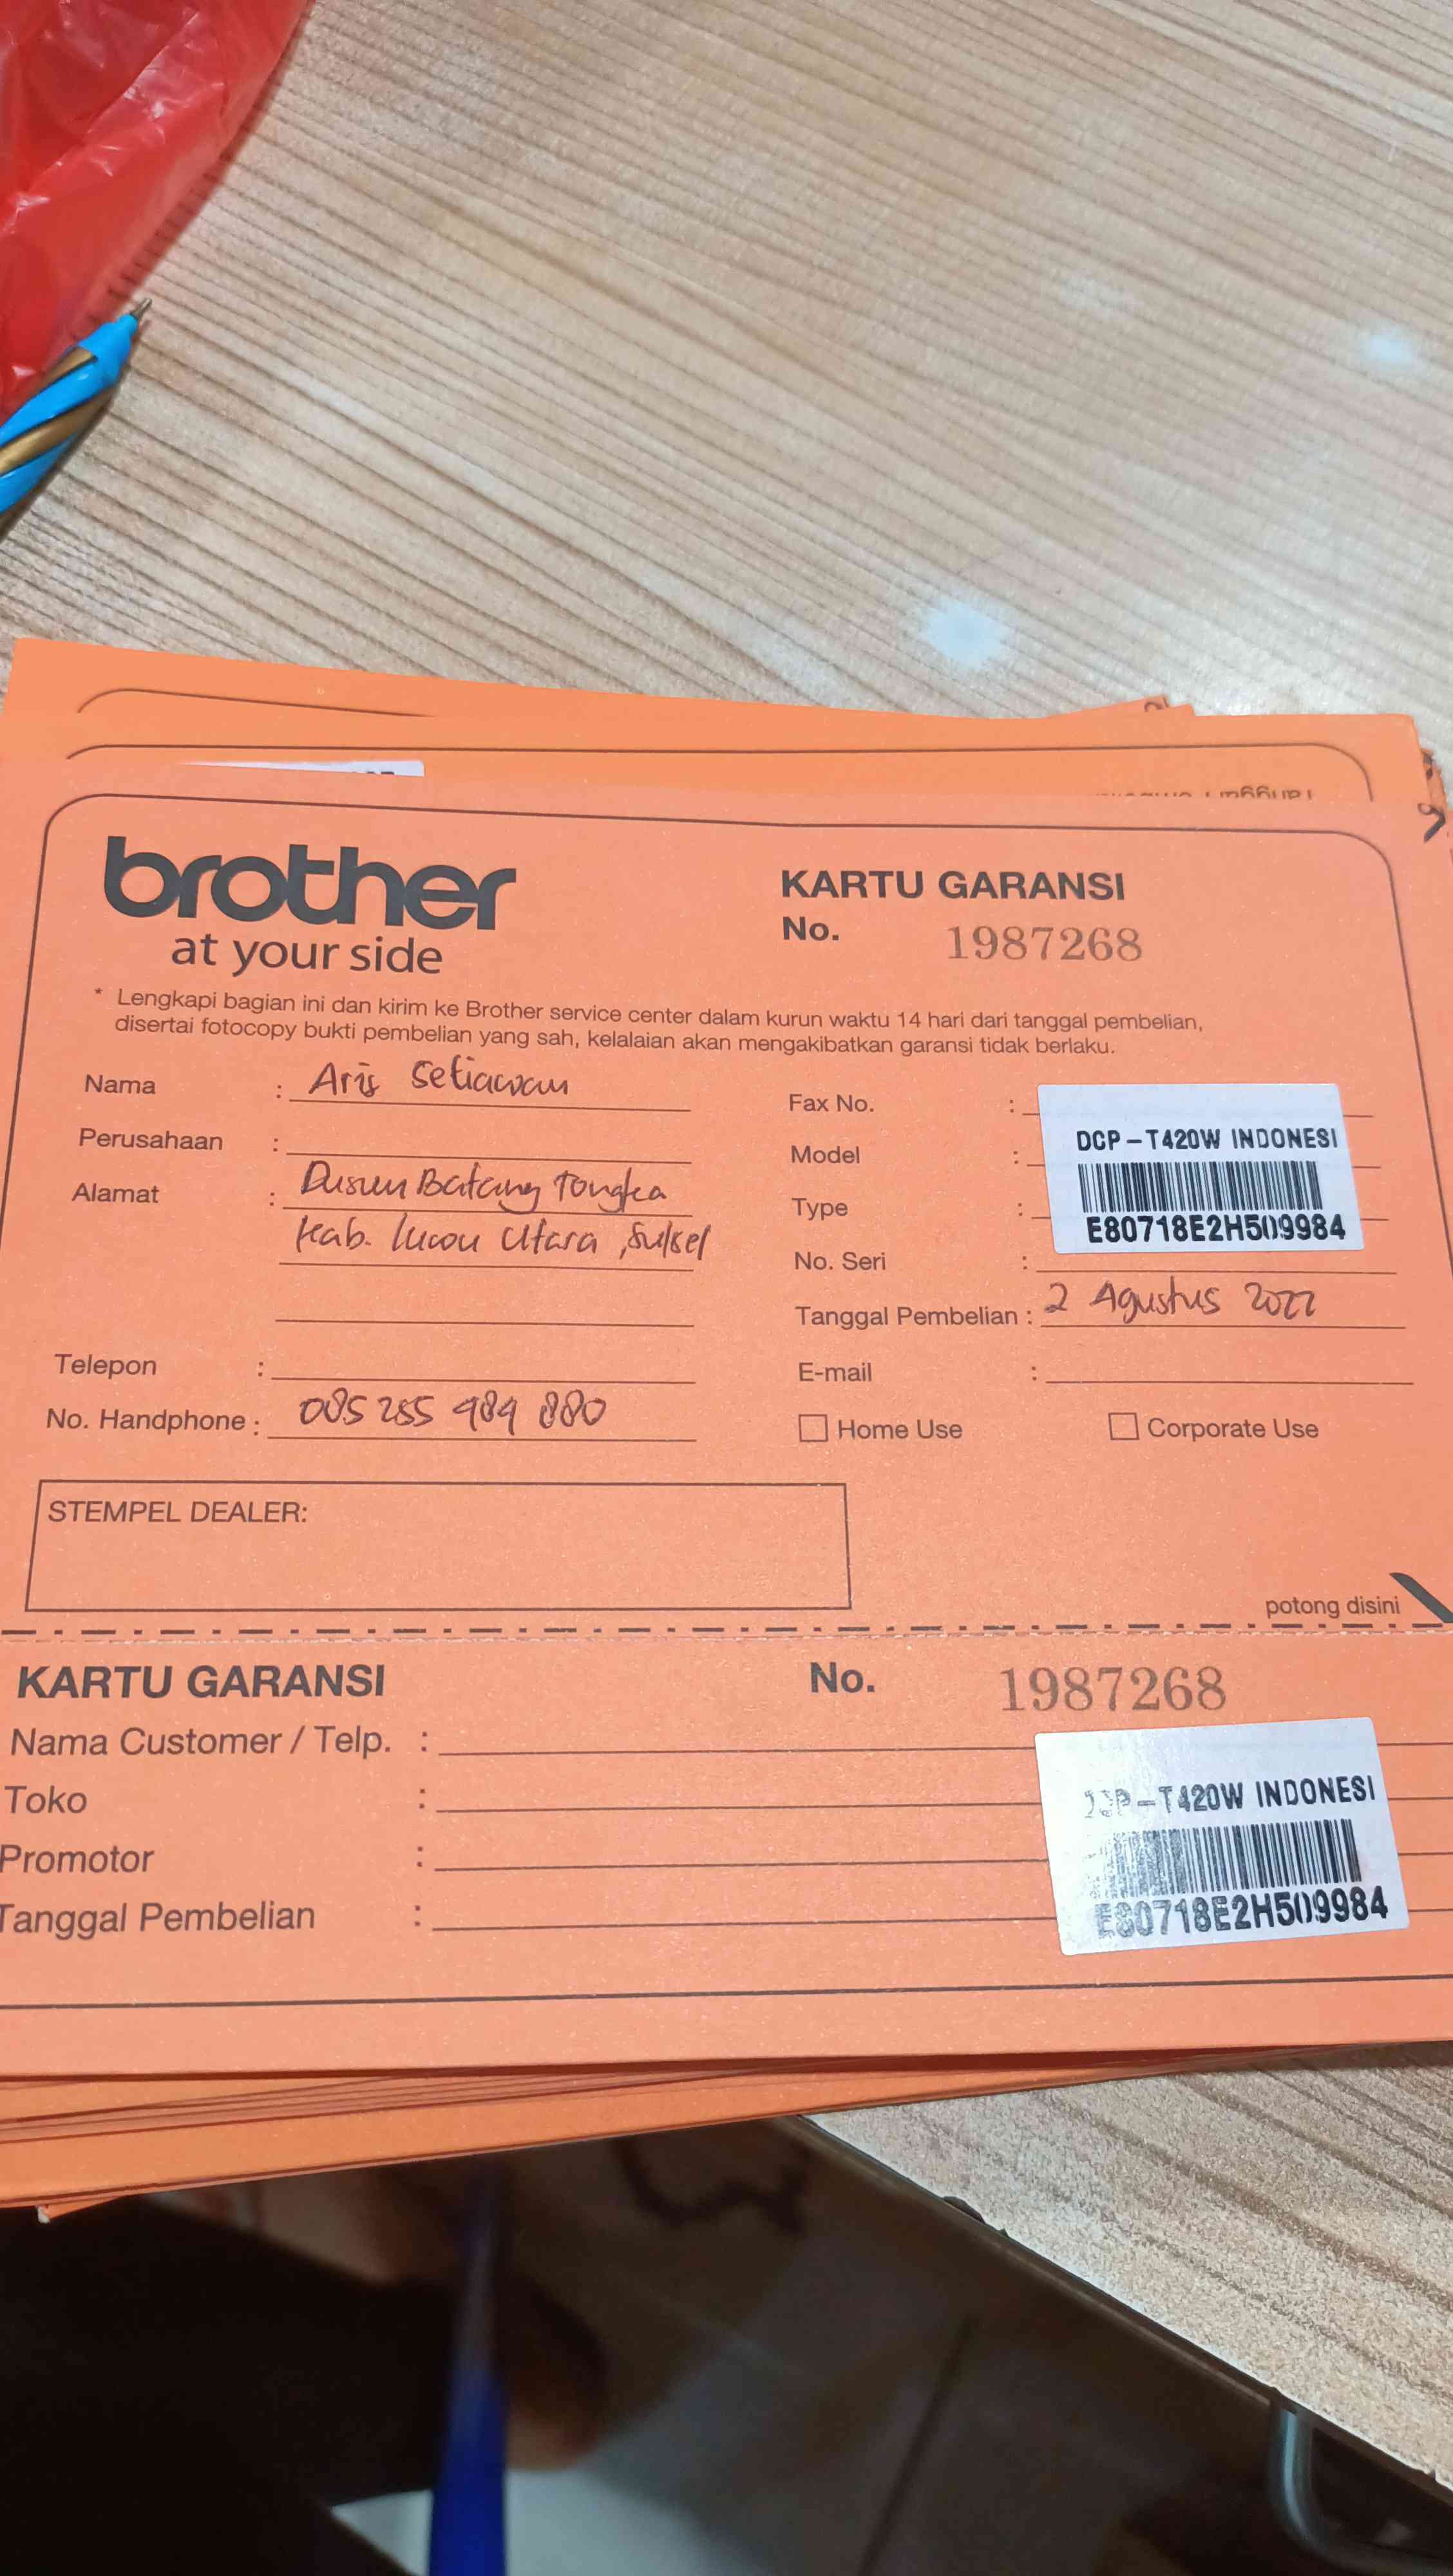 brother
at your side
KARTU GARANSI
No. 1987268
* Lengkapi bagian ini dan kirim ke Brother service center dalam kurun waktu 14 hari dari tanggal pembelian,
disertai fotocopy bukti pembelian yang sah, kelalaian akan mengakibatkan garansi tidak berlaku.
Nama : Aris Setiawan
Perusahaan :
Alamat : Dusun Batang Tongka
Kab. Luwu Utara, Sulsel
Telepon :
No. Handphone : 085 255 989 880
Fax No. :
Model :
Type :
No. Seri :
DCP-T420W INDONESI
E80718E2H509984
Tanggal Pembelian : 2 Agustus 2022
E-mail :
Home Use
Corporate Use
STEMPEL DEALER:
potong disini
KARTU GARANSI
No. 1987268
Nama Customer / Telp. :
Toko :
Promotor :
Tanggal Pembelian :
DCP-T420W INDONESI
E80718E2H509984